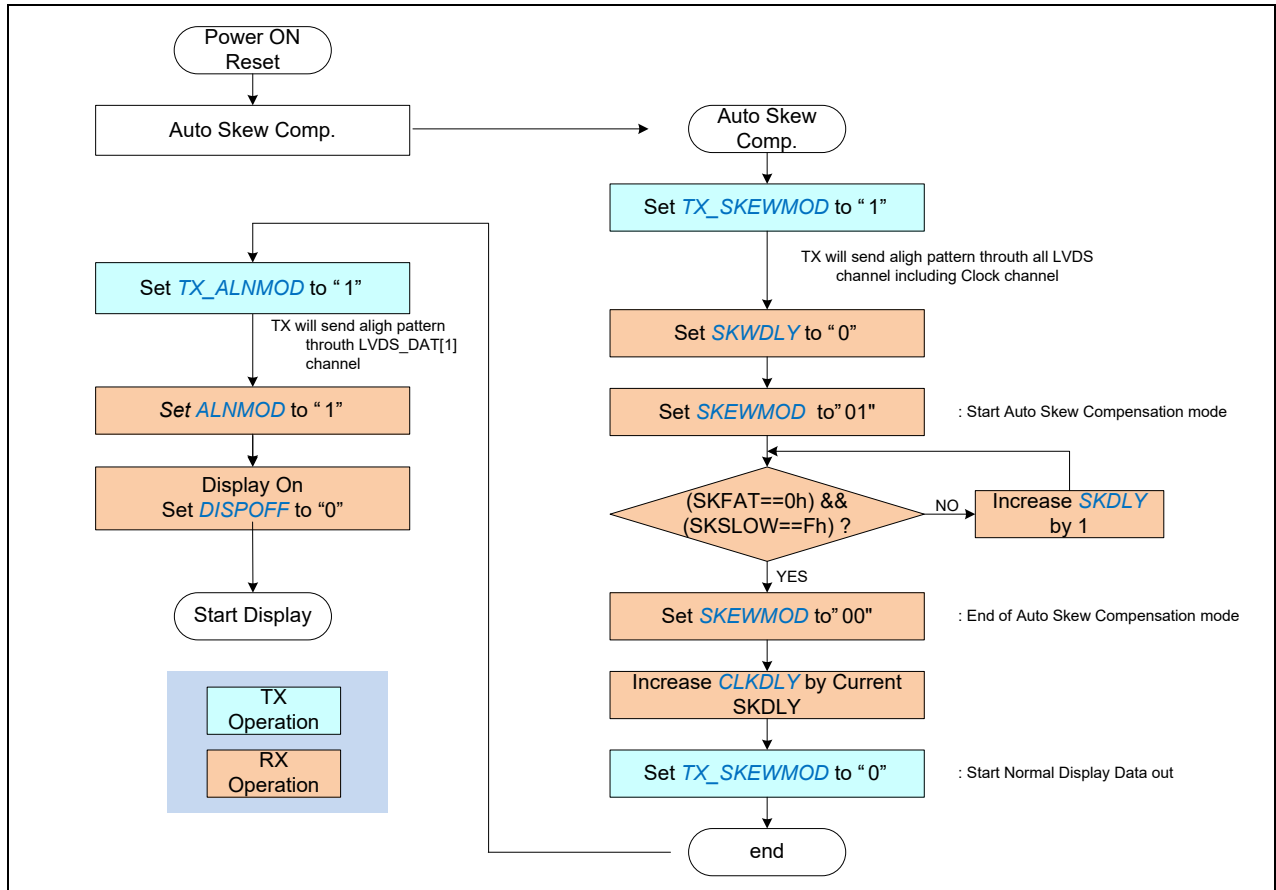 Power ON
Reset
Auto Skew Comp.
Auto Skew
Comp.
Set TX_SKEWMOD to “ 1”
TX will send aligh pattern throuth all LVDS
channel including Clock channel
Set SKWDLY to “ 0”
Set SKEWMOD to” 01"
: Start Auto Skew Compensation mode
(SKFAT==0h) &&
(SKSLOW==Fh) ?
NO
Increase SKDLY
by 1
YES
Set SKEWMOD to” 00"
: End of Auto Skew Compensation mode
Increase CLKDLY by Current
SKDLY
Set TX_SKEWMOD to “ 0”
: Start Normal Display Data out
end
Set TX_ALNMOD to “ 1”
TX will send aligh pattern
throuth LVDS_DAT[1]
channel
Set ALNMOD to “ 1”
Display On
Set DISPOFF to “0”
Start Display
TX
Operation
RX
Operation